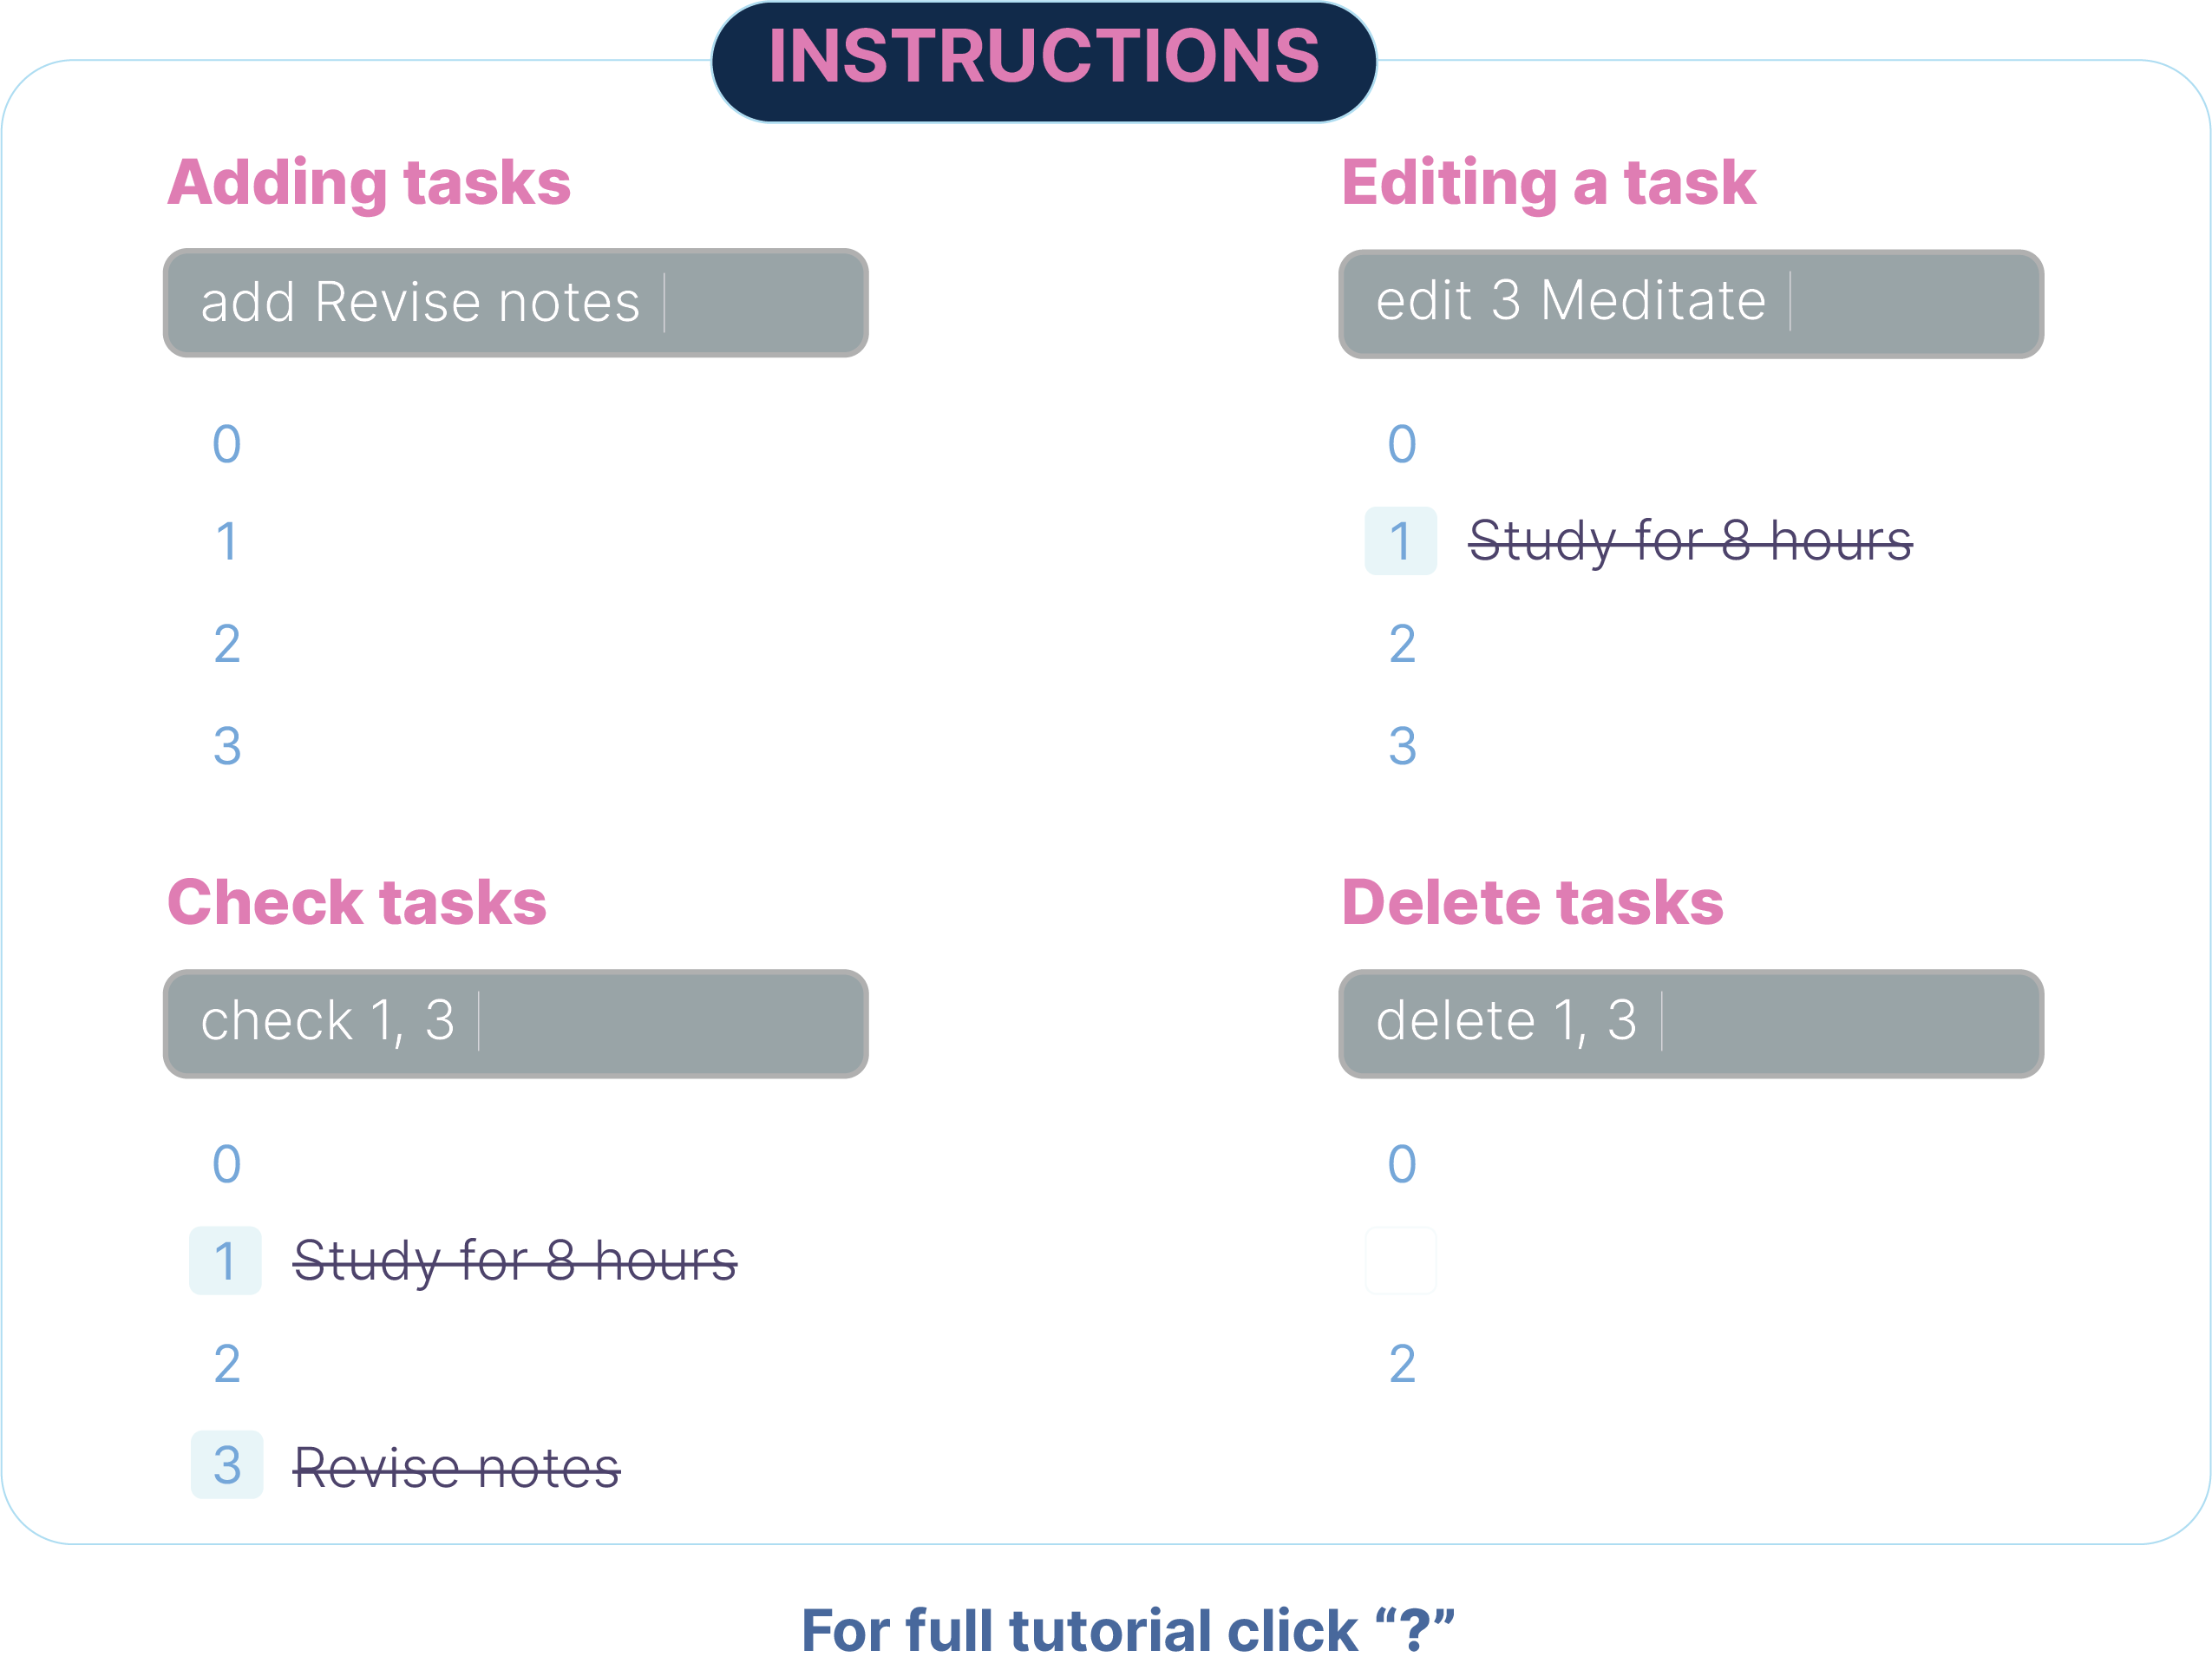 INSTRUCTIONS
Adding tasks
add Revise notes
0
1
2
3
Editing a task
edit 3 Meditate
0
1 Study for 8 hours
2
3
Check tasks
check 1, 3
0
1 Study for 8 hours
2
3 Revise notes
Delete tasks
delete 1, 3
0
2
For full tutorial click “?”